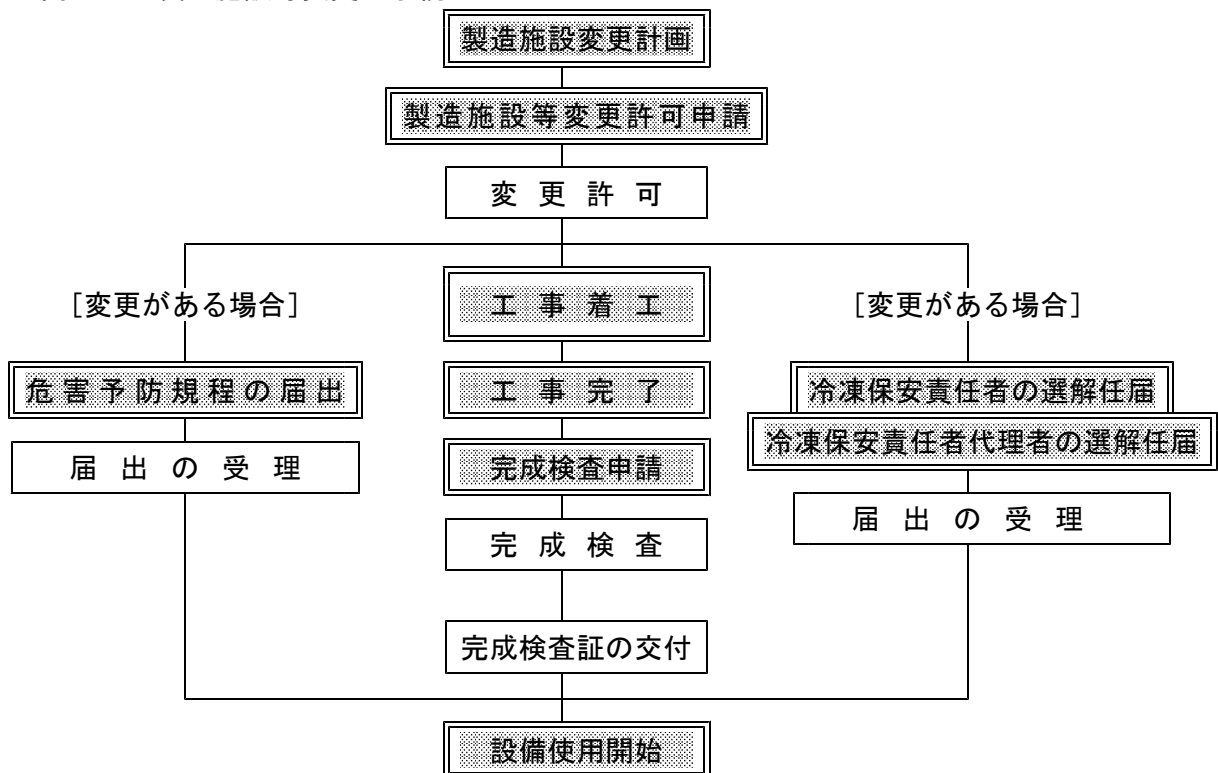 製造施設変更計画
製造施設等変更許可申請
変更許可
[変更がある場合]
危害予防規程の届出
届出の受理
工事着工
工事完了
完成検査申請
完成検査
完成検査証の交付
[変更がある場合]
冷凍保安責任者の選解任届
冷凍保安責任者代理者の選解任届
届出の受理
設備使用開始